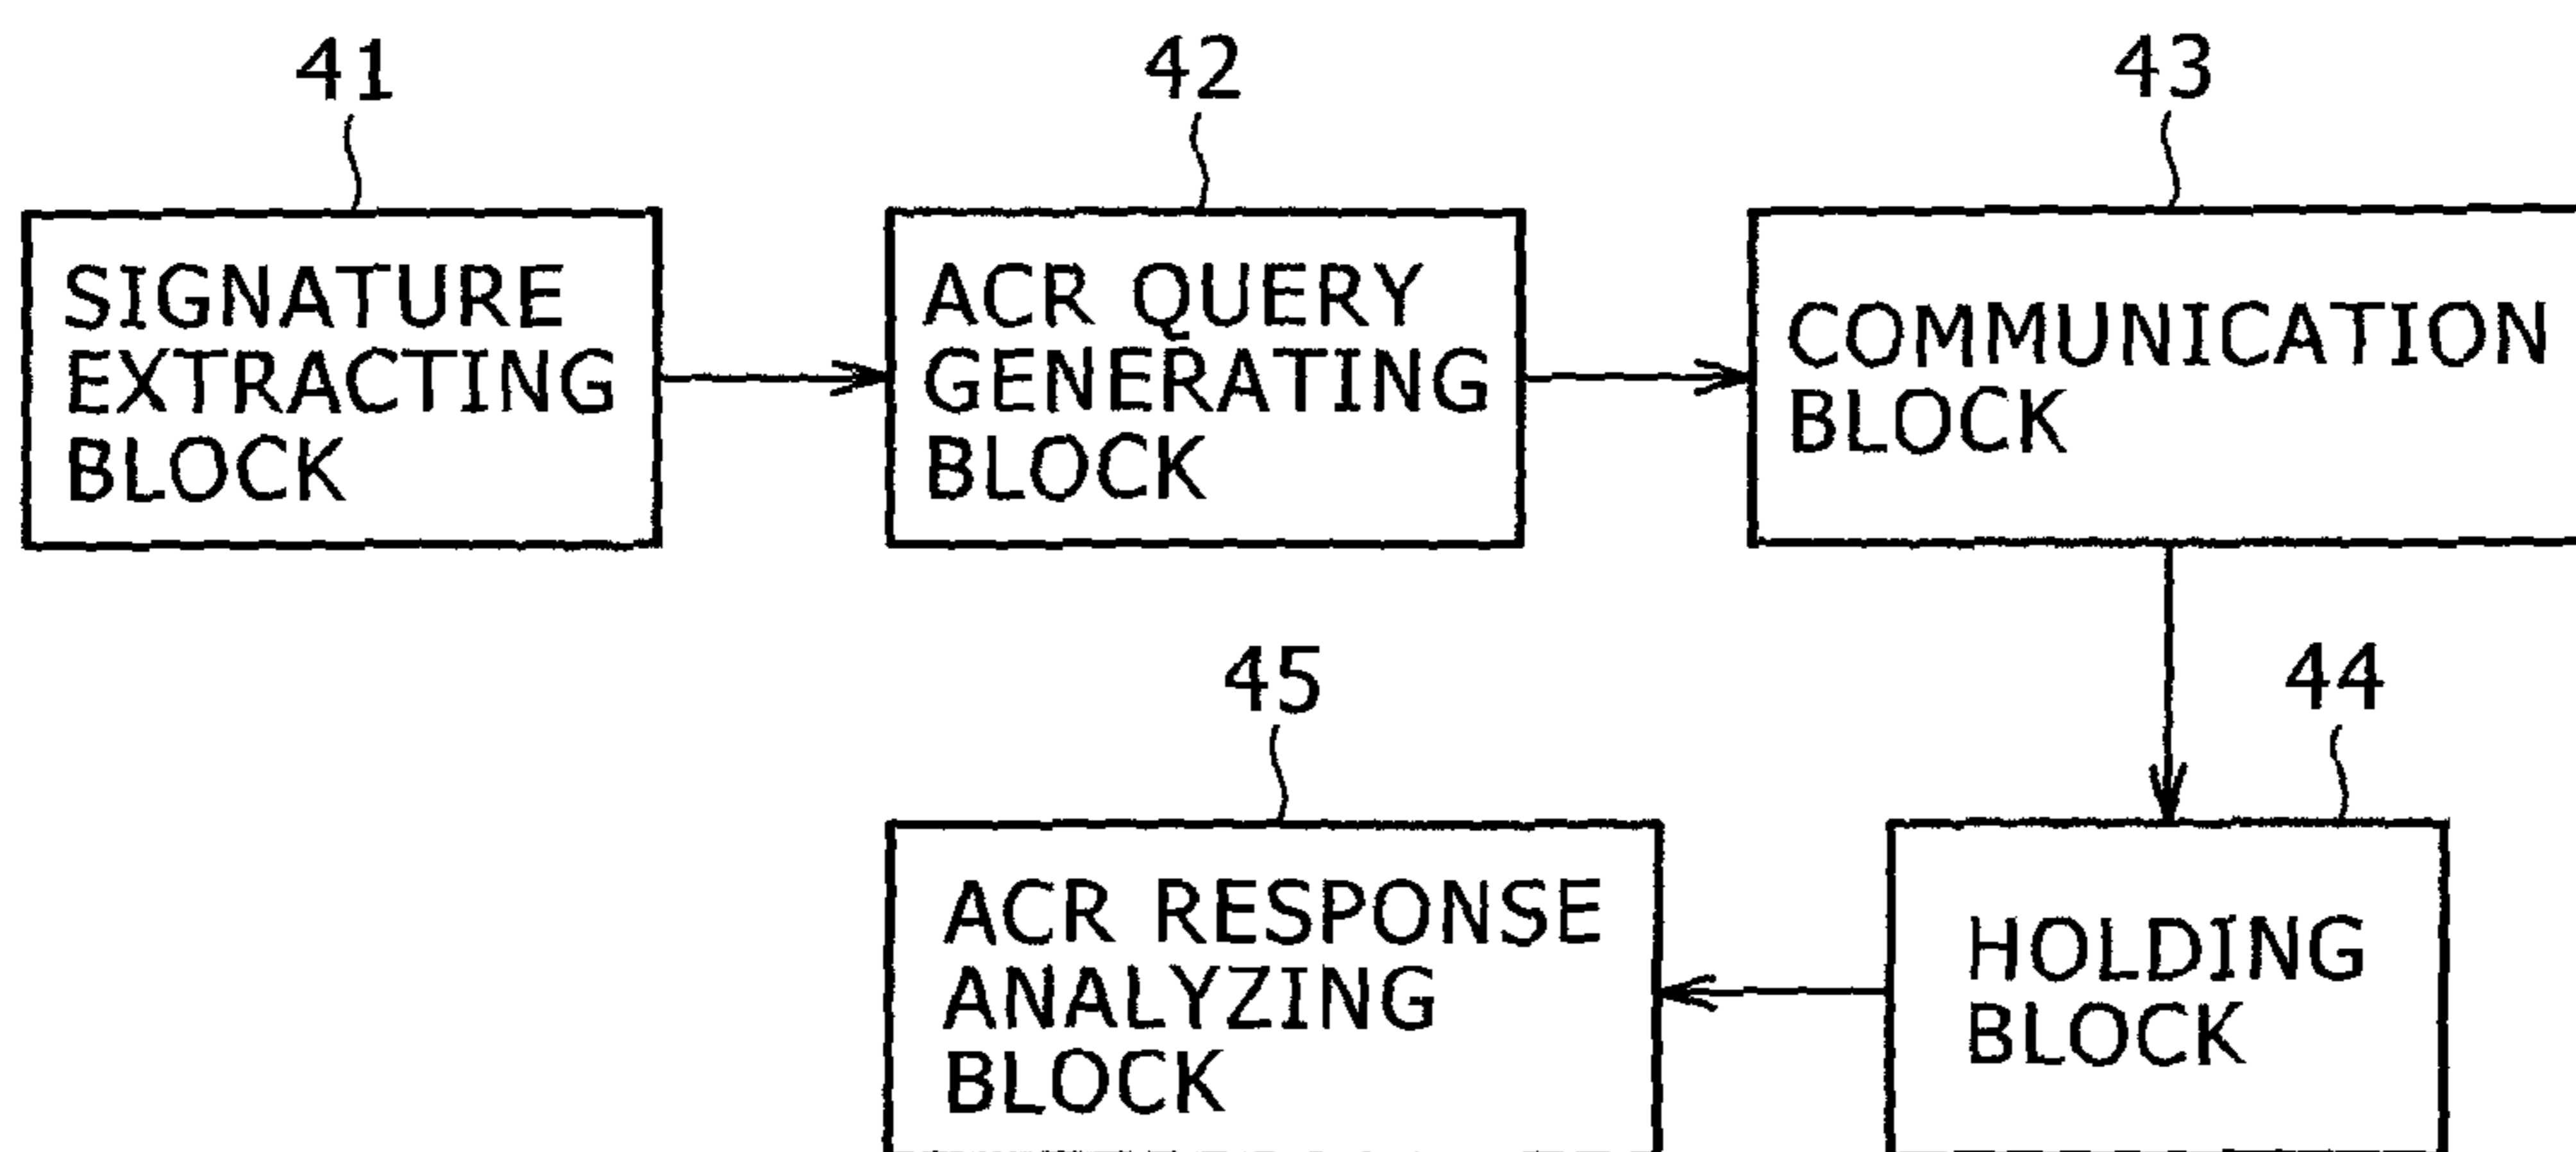 41
SIGNATURE
EXTRACTING
BLOCK
42
ACR QUERY
GENERATING
BLOCK
43
COMMUNICATION
BLOCK
45
ACR RESPONSE
ANALYZING
BLOCK
44
HOLDING
BLOCK